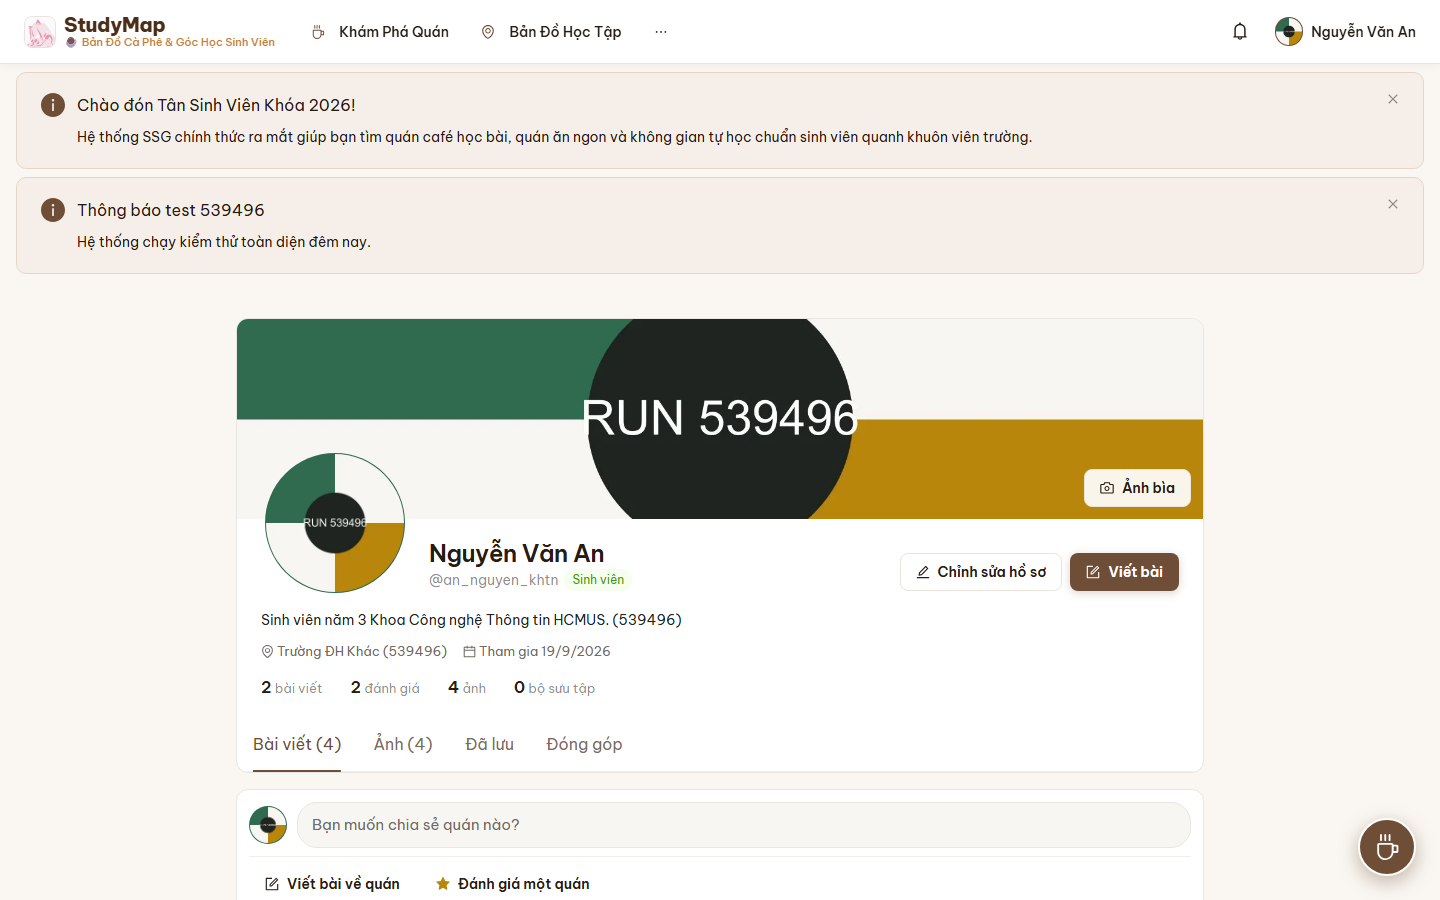 StudyMap
Bản Đồ Cà Phê & Góc Học Sinh Viên
Khám Phá Quán
Bản Đồ Học Tập
...
Nguyễn Văn An
Chào đón Tân Sinh Viên Khóa 2026!
Hệ thống SSG chính thức ra mắt giúp bạn tìm quán café học bài, quán ăn ngon và không gian tự học chuẩn sinh viên quanh khuôn viên trường.
Thông báo test 539496
Hệ thống chạy kiểm thử toàn diện đêm nay.
RUN 539496
Ảnh bìa
RUN 539496
Nguyễn Văn An
@an_nguyen_khtn Sinh viên
Chỉnh sửa hồ sơ
Viết bài
Sinh viên năm 3 Khoa Công nghệ Thông tin HCMUS. (539496)
Trường ĐH Khác (539496) Tham gia 19/9/2026
2 bài viết 2 đánh giá 4 ảnh 0 bộ sưu tập
Bài viết (4) Ảnh (4) Đã lưu Đóng góp
Bạn muốn chia sẻ quán nào?
Viết bài về quán Đánh giá một quán